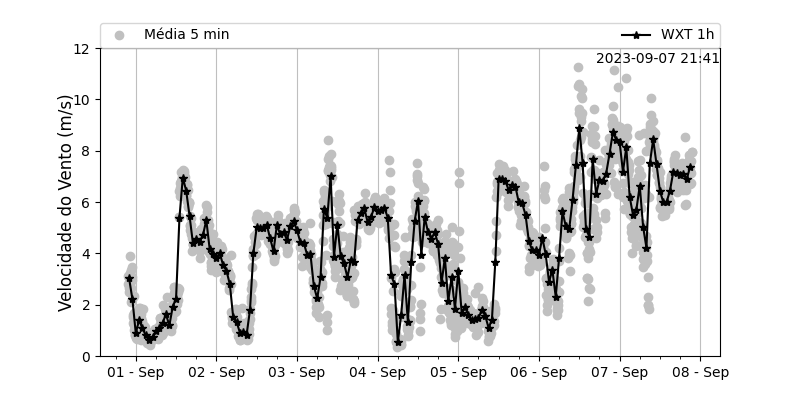 Média 5 min
WXT 1h
2023-09-07 21:41
Velocidade do Vento (m/s)
12
10
8
6
4
2
0
01 - Sep 02 - Sep 03 - Sep 04 - Sep 05 - Sep 06 - Sep 07 - Sep 08 - Sep